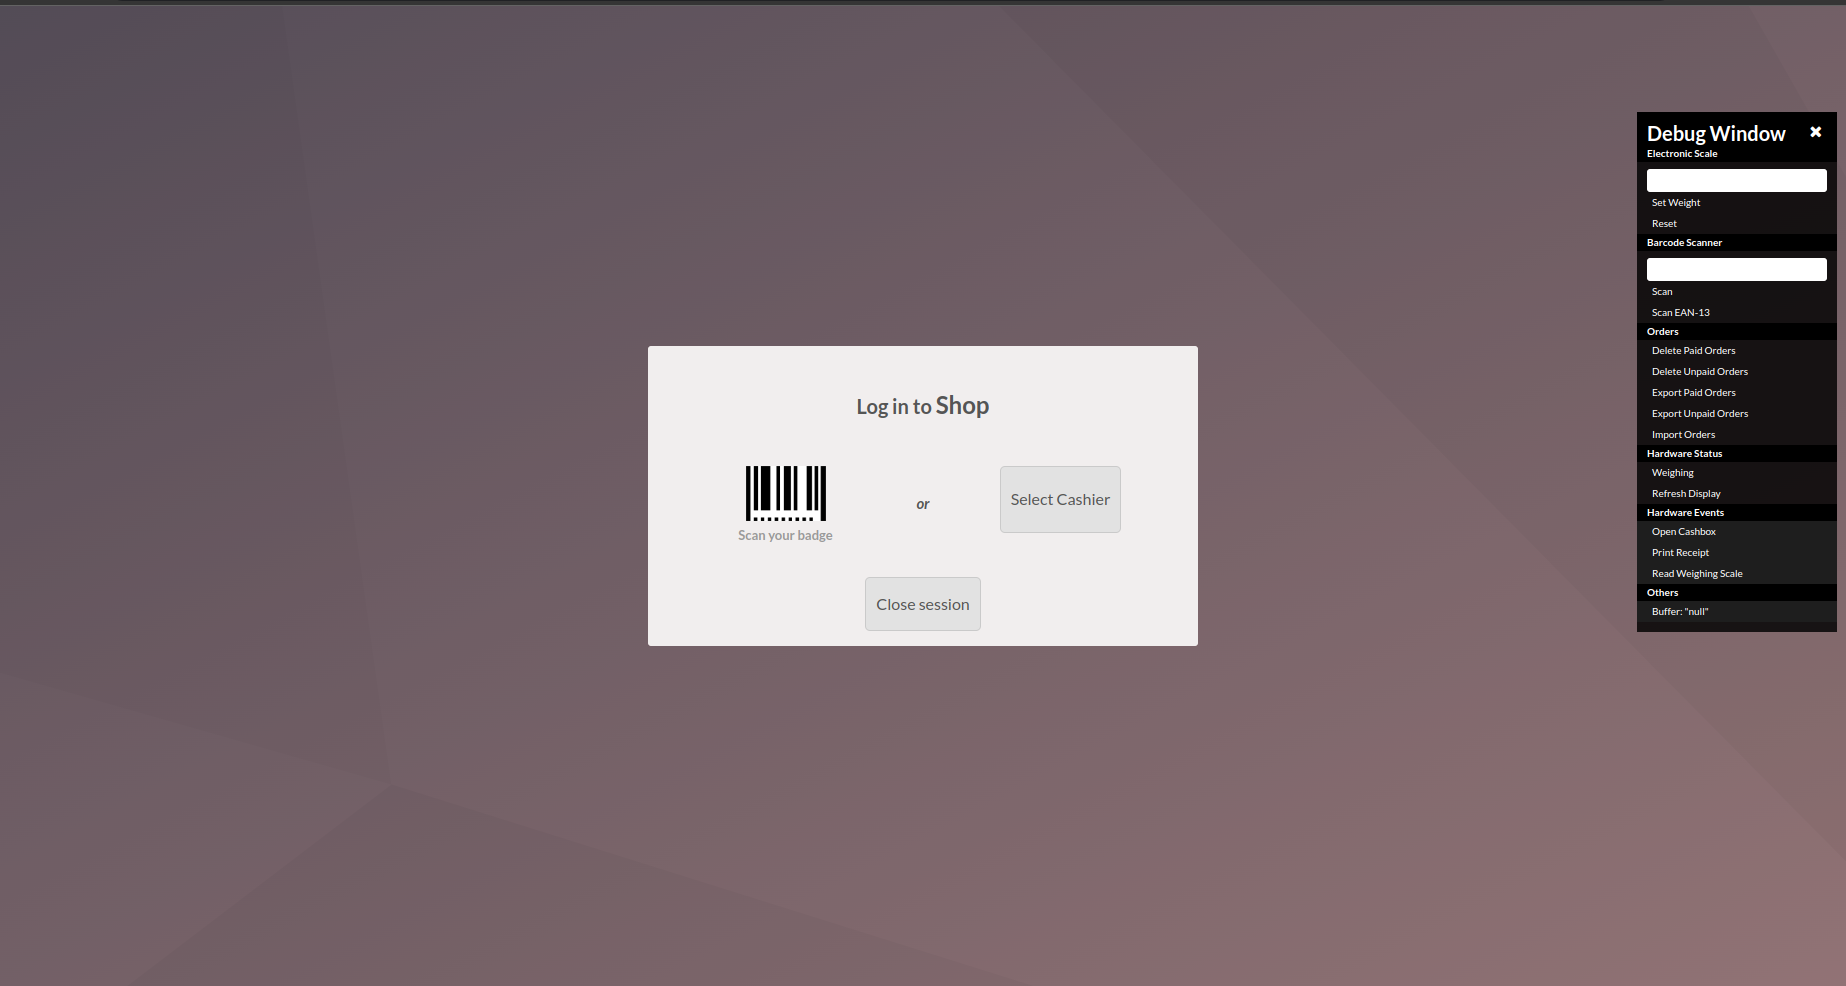 Log in to Shop
Scan your badge
or
Select Cashier
Close session
Debug Window
Electronic Scale
Set Weight
Reset
Barcode Scanner
Scan
Scan EAN-13
Orders
Delete Paid Orders
Delete Unpaid Orders
Export Paid Orders
Export Unpaid Orders
Import Orders
Hardware Status
Weighing
Refresh Display
Hardware Events
Open Cashbox
Print Receipt
Read Weighing Scale
Others
Buffer: "null"